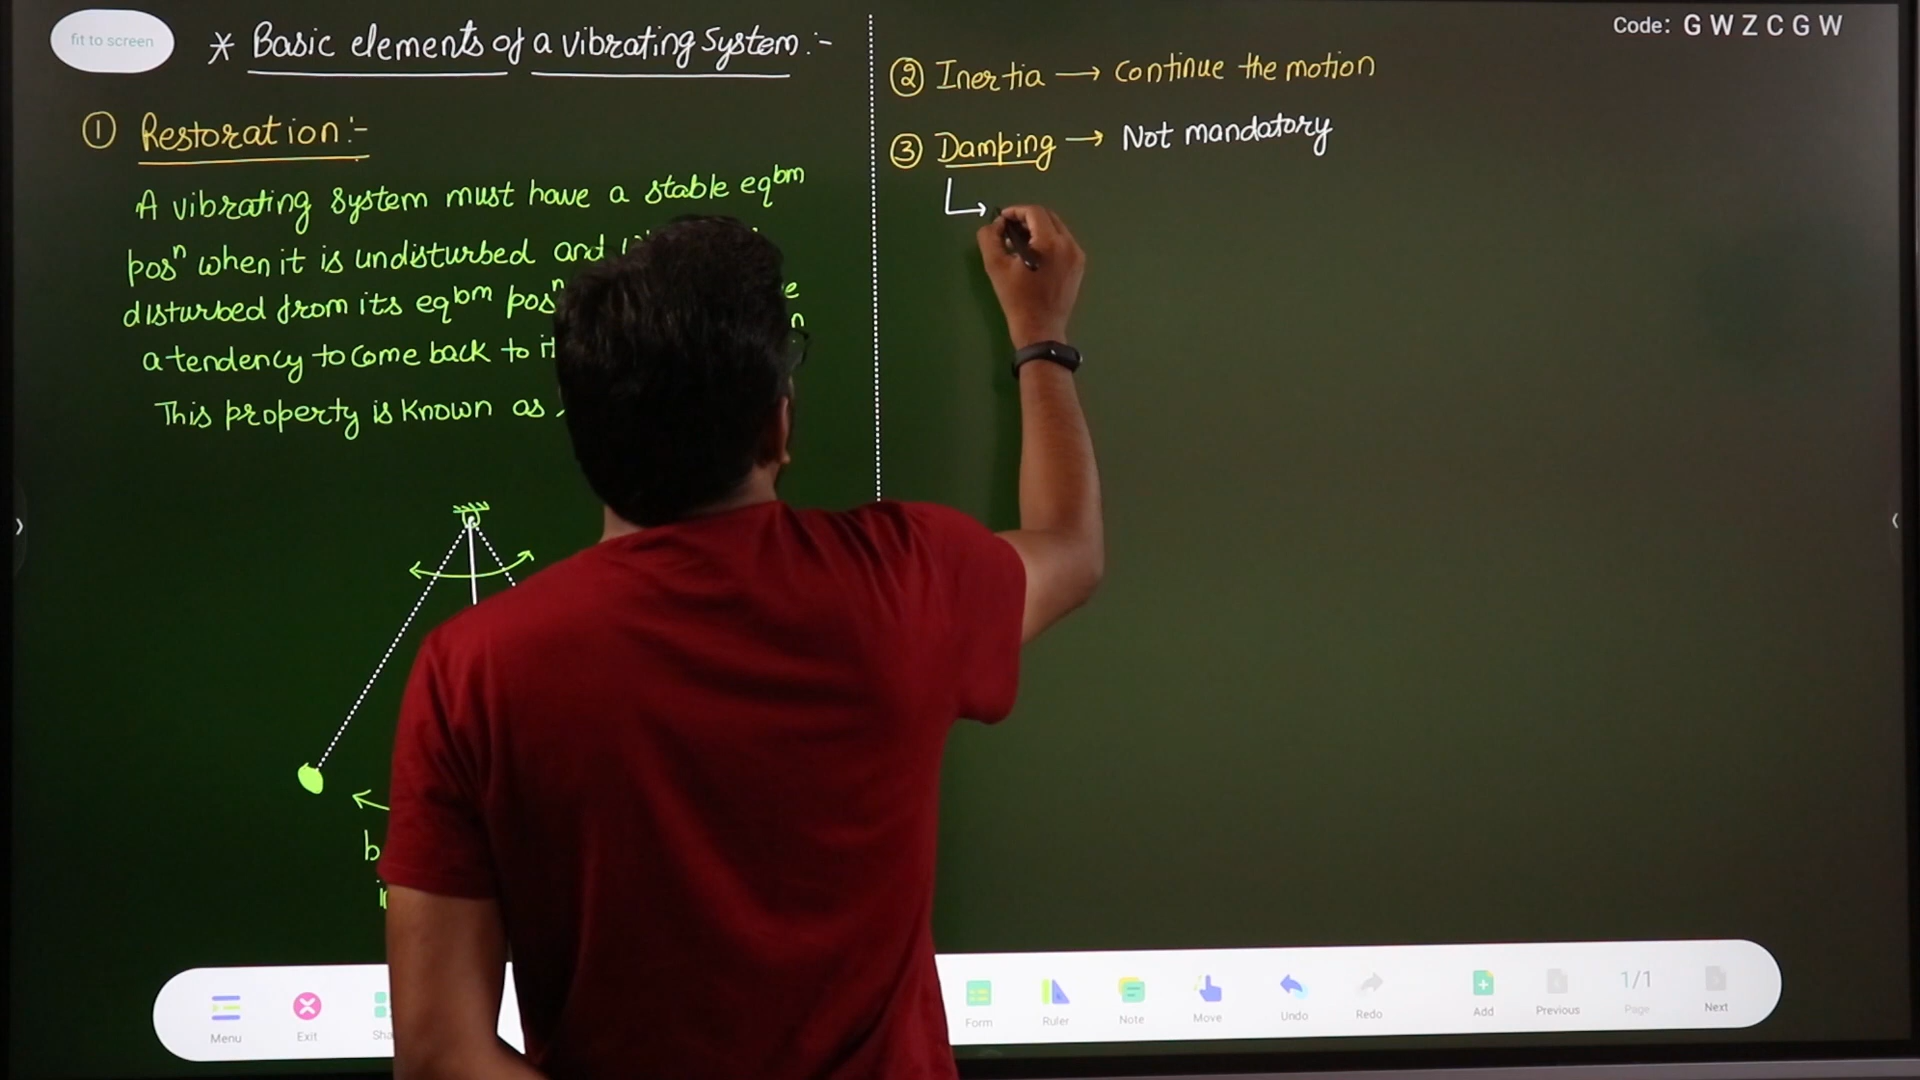 fit to screen
* Basic elements of a vibrating system :-
① Restoration :-
A vibrating system must have a stable eqbm
posn when it is undisturbed and
disturbed from its eqbm posn
a tendency to come back to
This property is known as
Code: GWZCGW
② Inertia → Continue the motion
③ Damping → Not mandatory
Menu
Exit
Form
Ruler
Note
Move
Undo
Redo
Add
Previous
1/1
Page
Next